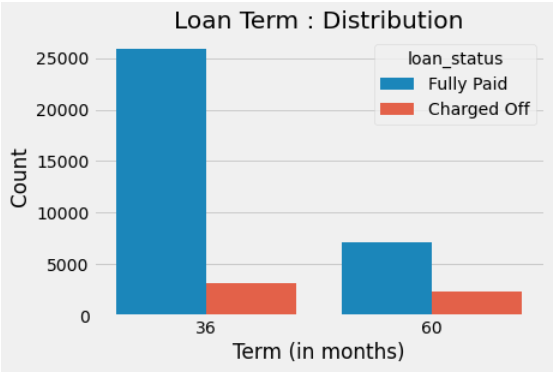 Loan Term : Distribution
loan_status
Fully Paid
Charged Off
Count
25000
20000
15000
10000
5000
0
36
60
Term (in months)